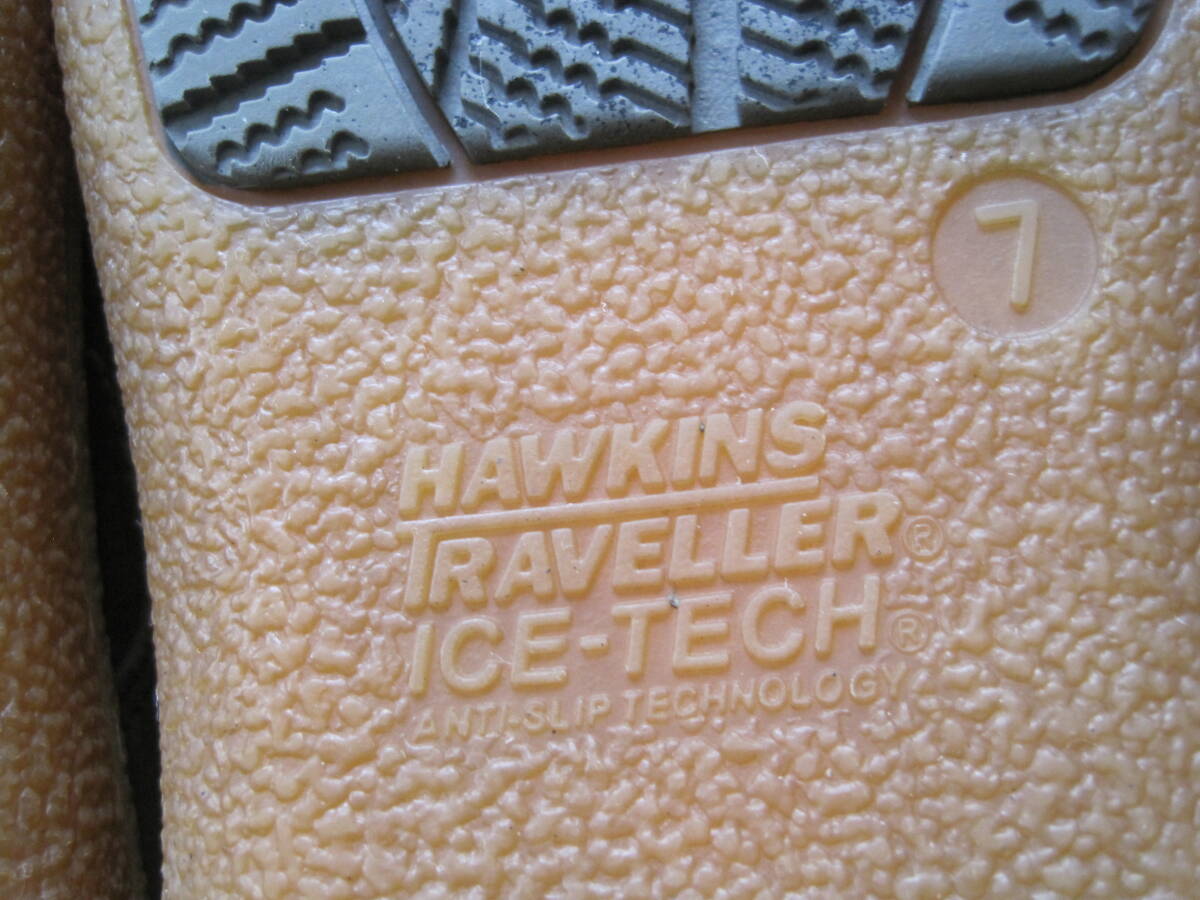 7
HAWKINS
TRAVELLER®
ICE-TECH®
ANTI-SLIP TECHNOLOGY